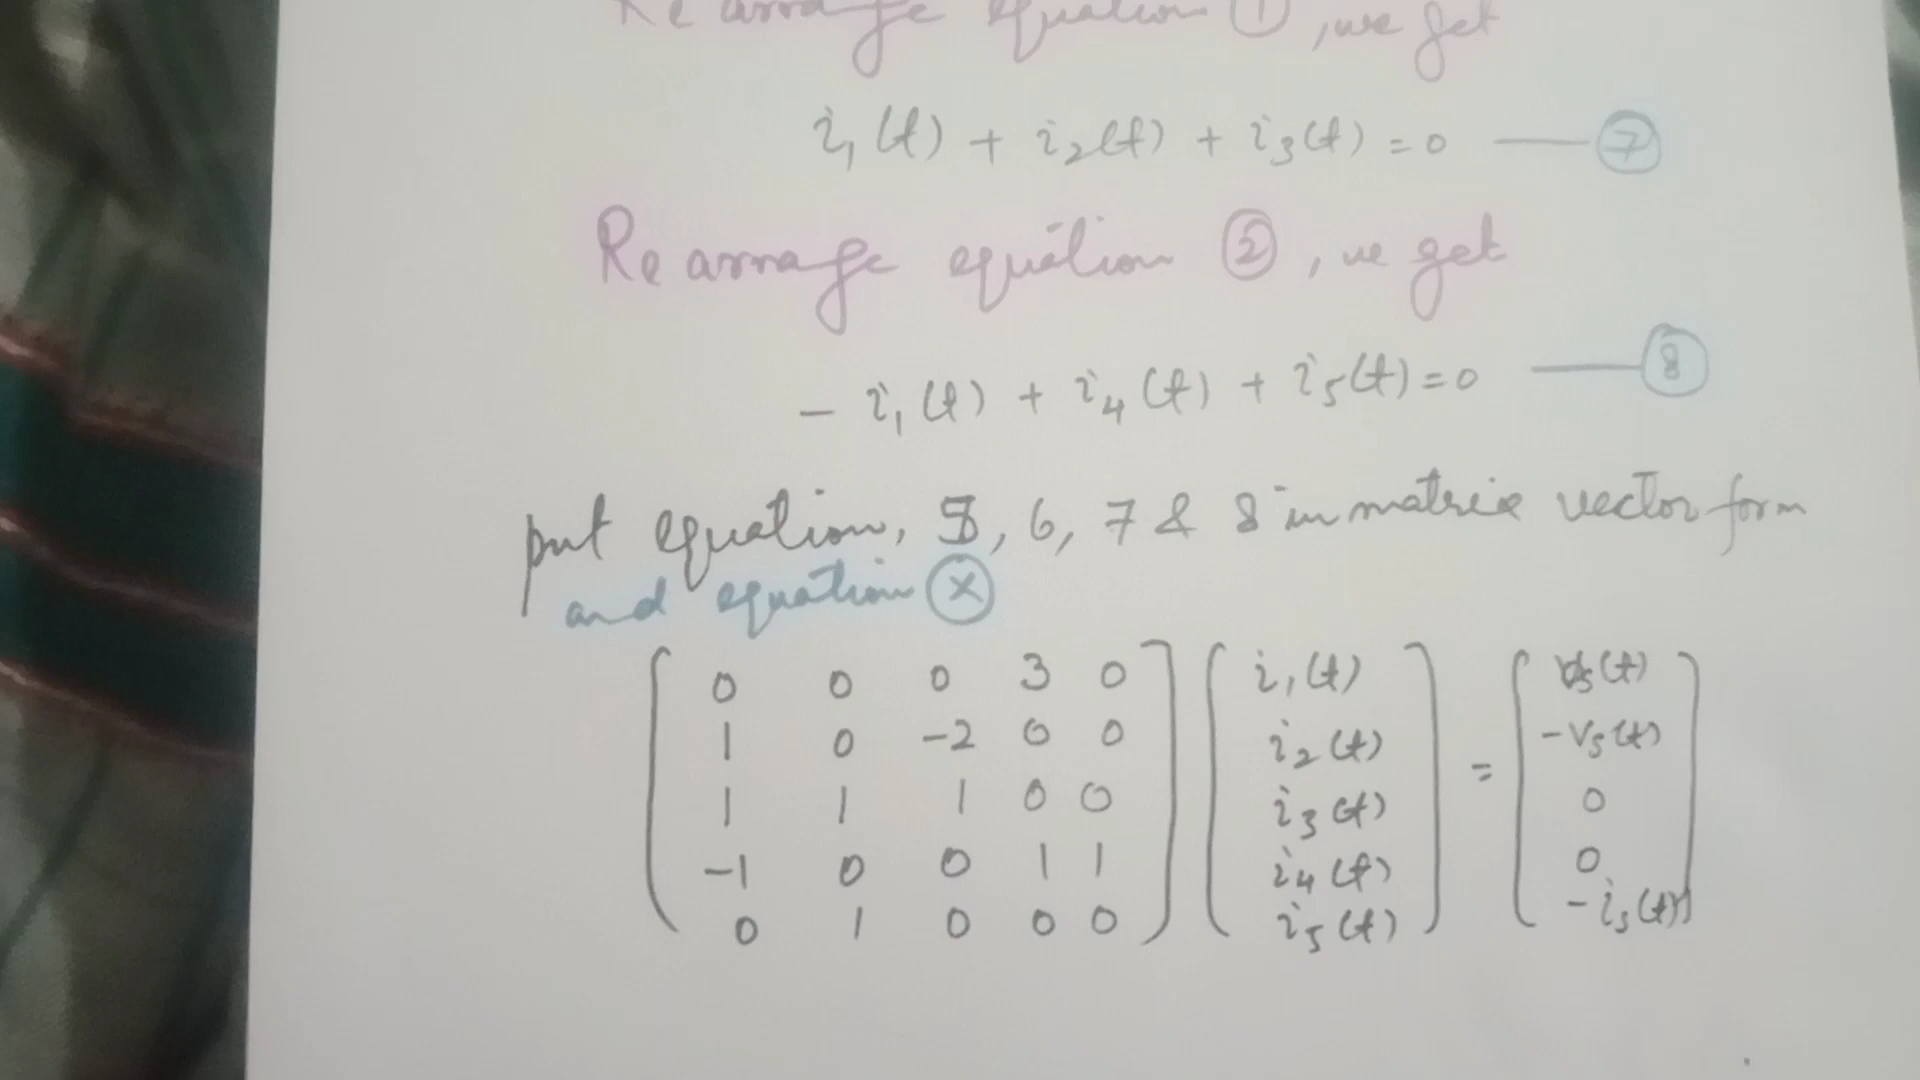 Rearrange equation ① , we get
i₁(t) + i₂(t) + i₃(t) = 0 — ⑦
Rearrange equation ② , we get
- i₁(t) + i₄(t) + i₅(t) = 0 — ⑧
put equation, 5, 6, 7 & 8 in matrix vector form
and equation ⓧ
[ 0 0 0 3 0 ] [ i₁(t) ] = [ vs(t) ]
[ 1 0 -2 0 0 ] [ i₂(t) ] [ -vs(t) ]
[ 1 1 1 0 0 ] [ i₃(t) ] [ 0 ]
[ -1 0 0 1 1 ] [ i₄(t) ] [ 0 ]
[ 0 1 0 0 0 ] [ i₅(t) ] [ -is(t) ]